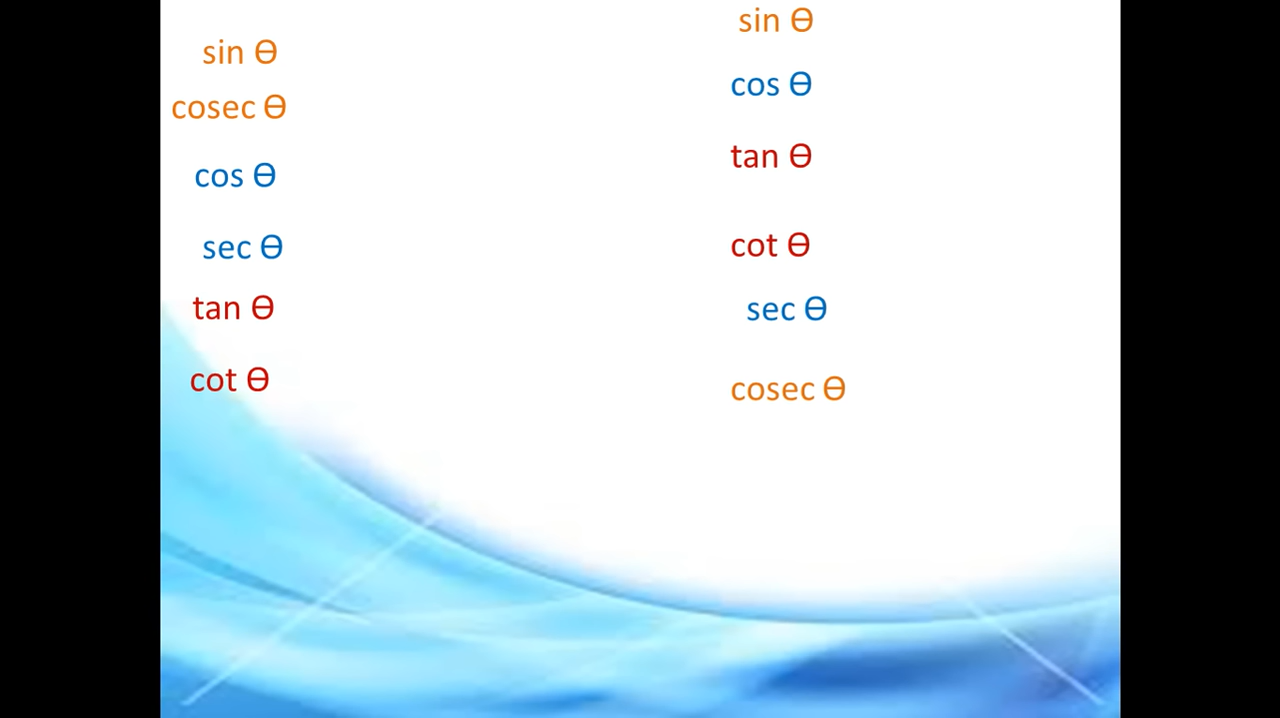 sin Ɵ
cosec Ɵ
cos Ɵ
sec Ɵ
tan Ɵ
cot Ɵ
sin Ɵ
cos Ɵ
tan Ɵ
cot Ɵ
sec Ɵ
cosec Ɵ